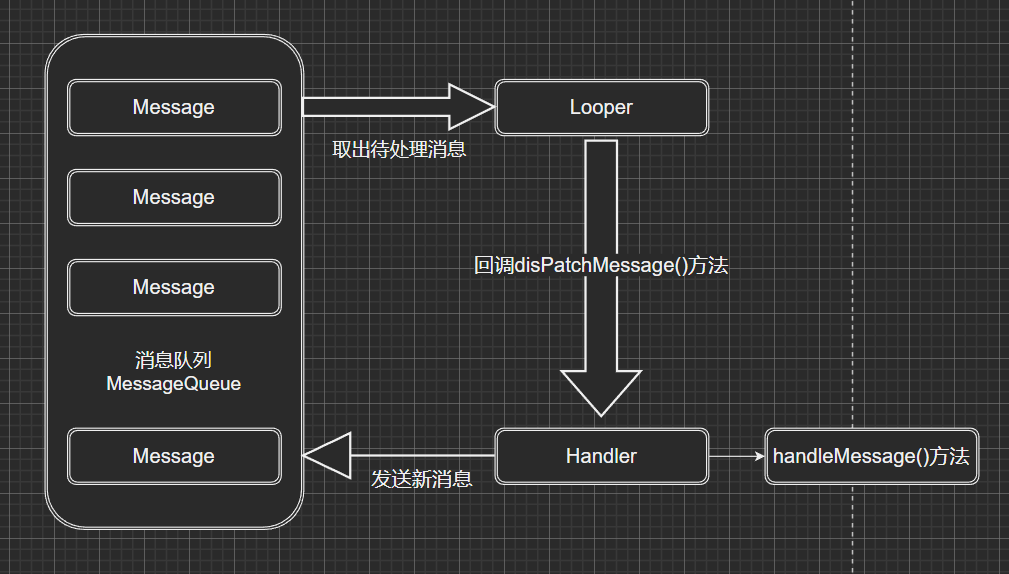 Message
Looper
取出待处理消息
Message
回调disPatchMessage()方法
Message
消息队列
MessageQueue
Message
发送新消息
Handler
handleMessage()方法